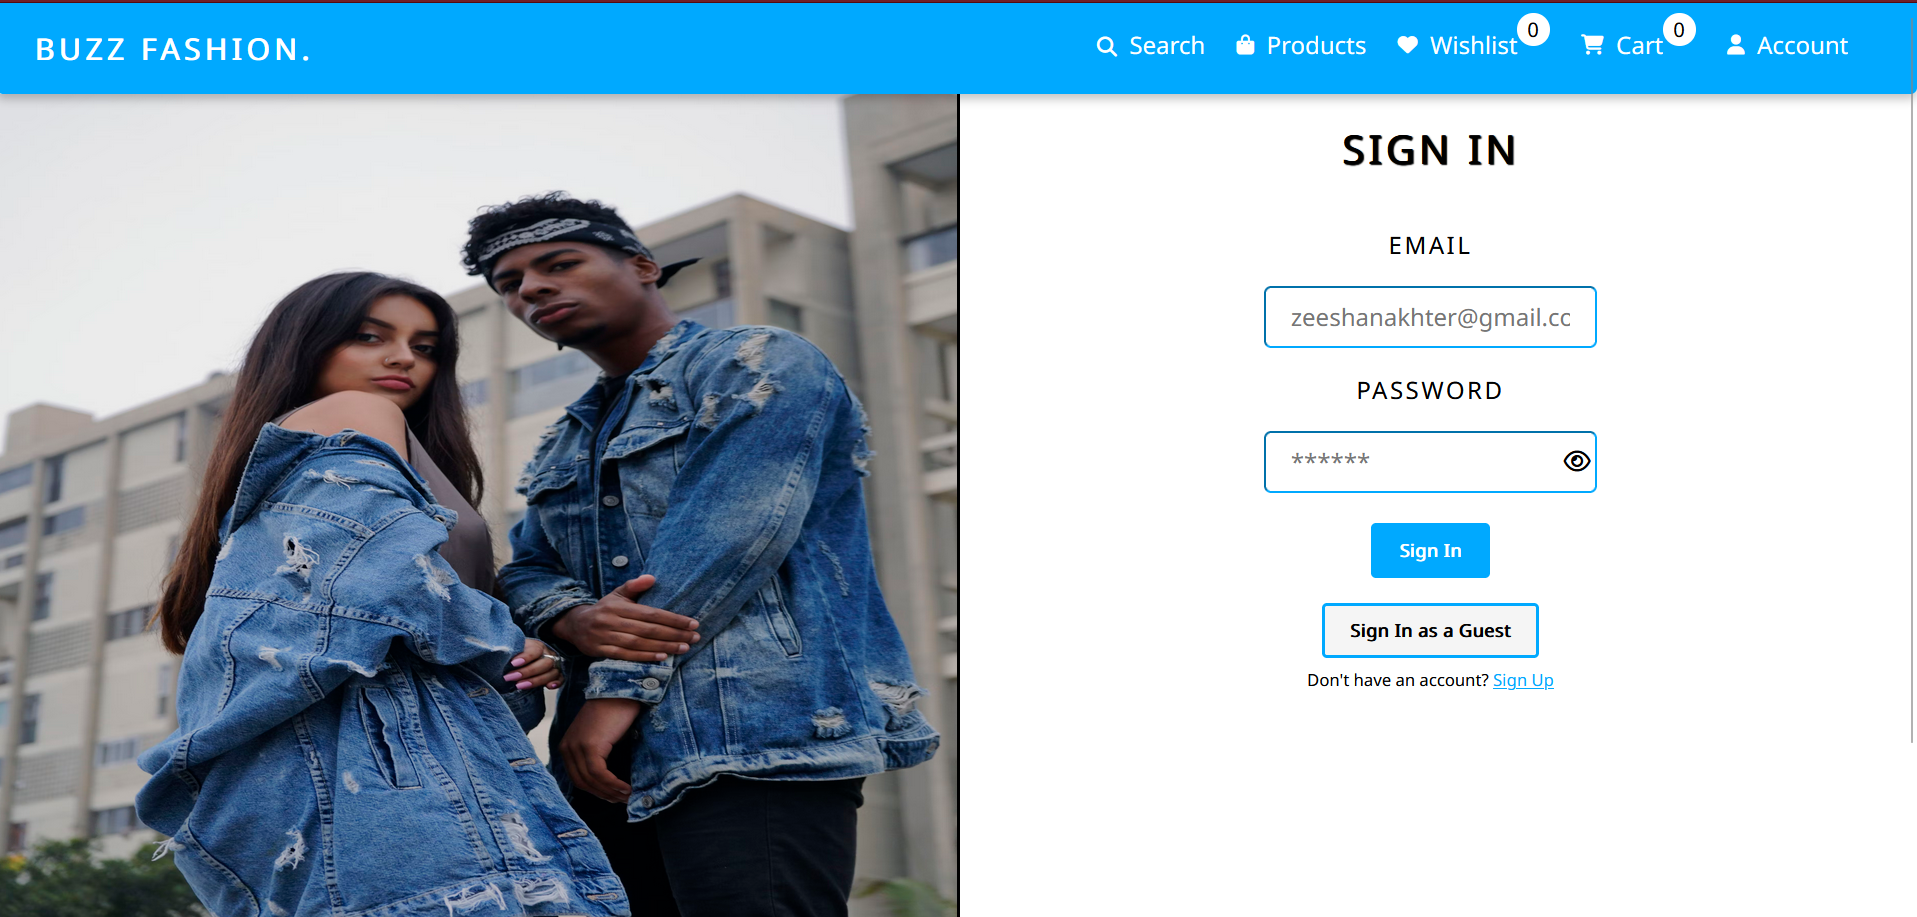 BUZZ FASHION.
Search Products Wishlist 0 Cart 0 Account
SIGN IN
EMAIL
zeeshanakhter@gmail.cc
PASSWORD
******
Sign In
Sign In as a Guest
Don't have an account? Sign Up